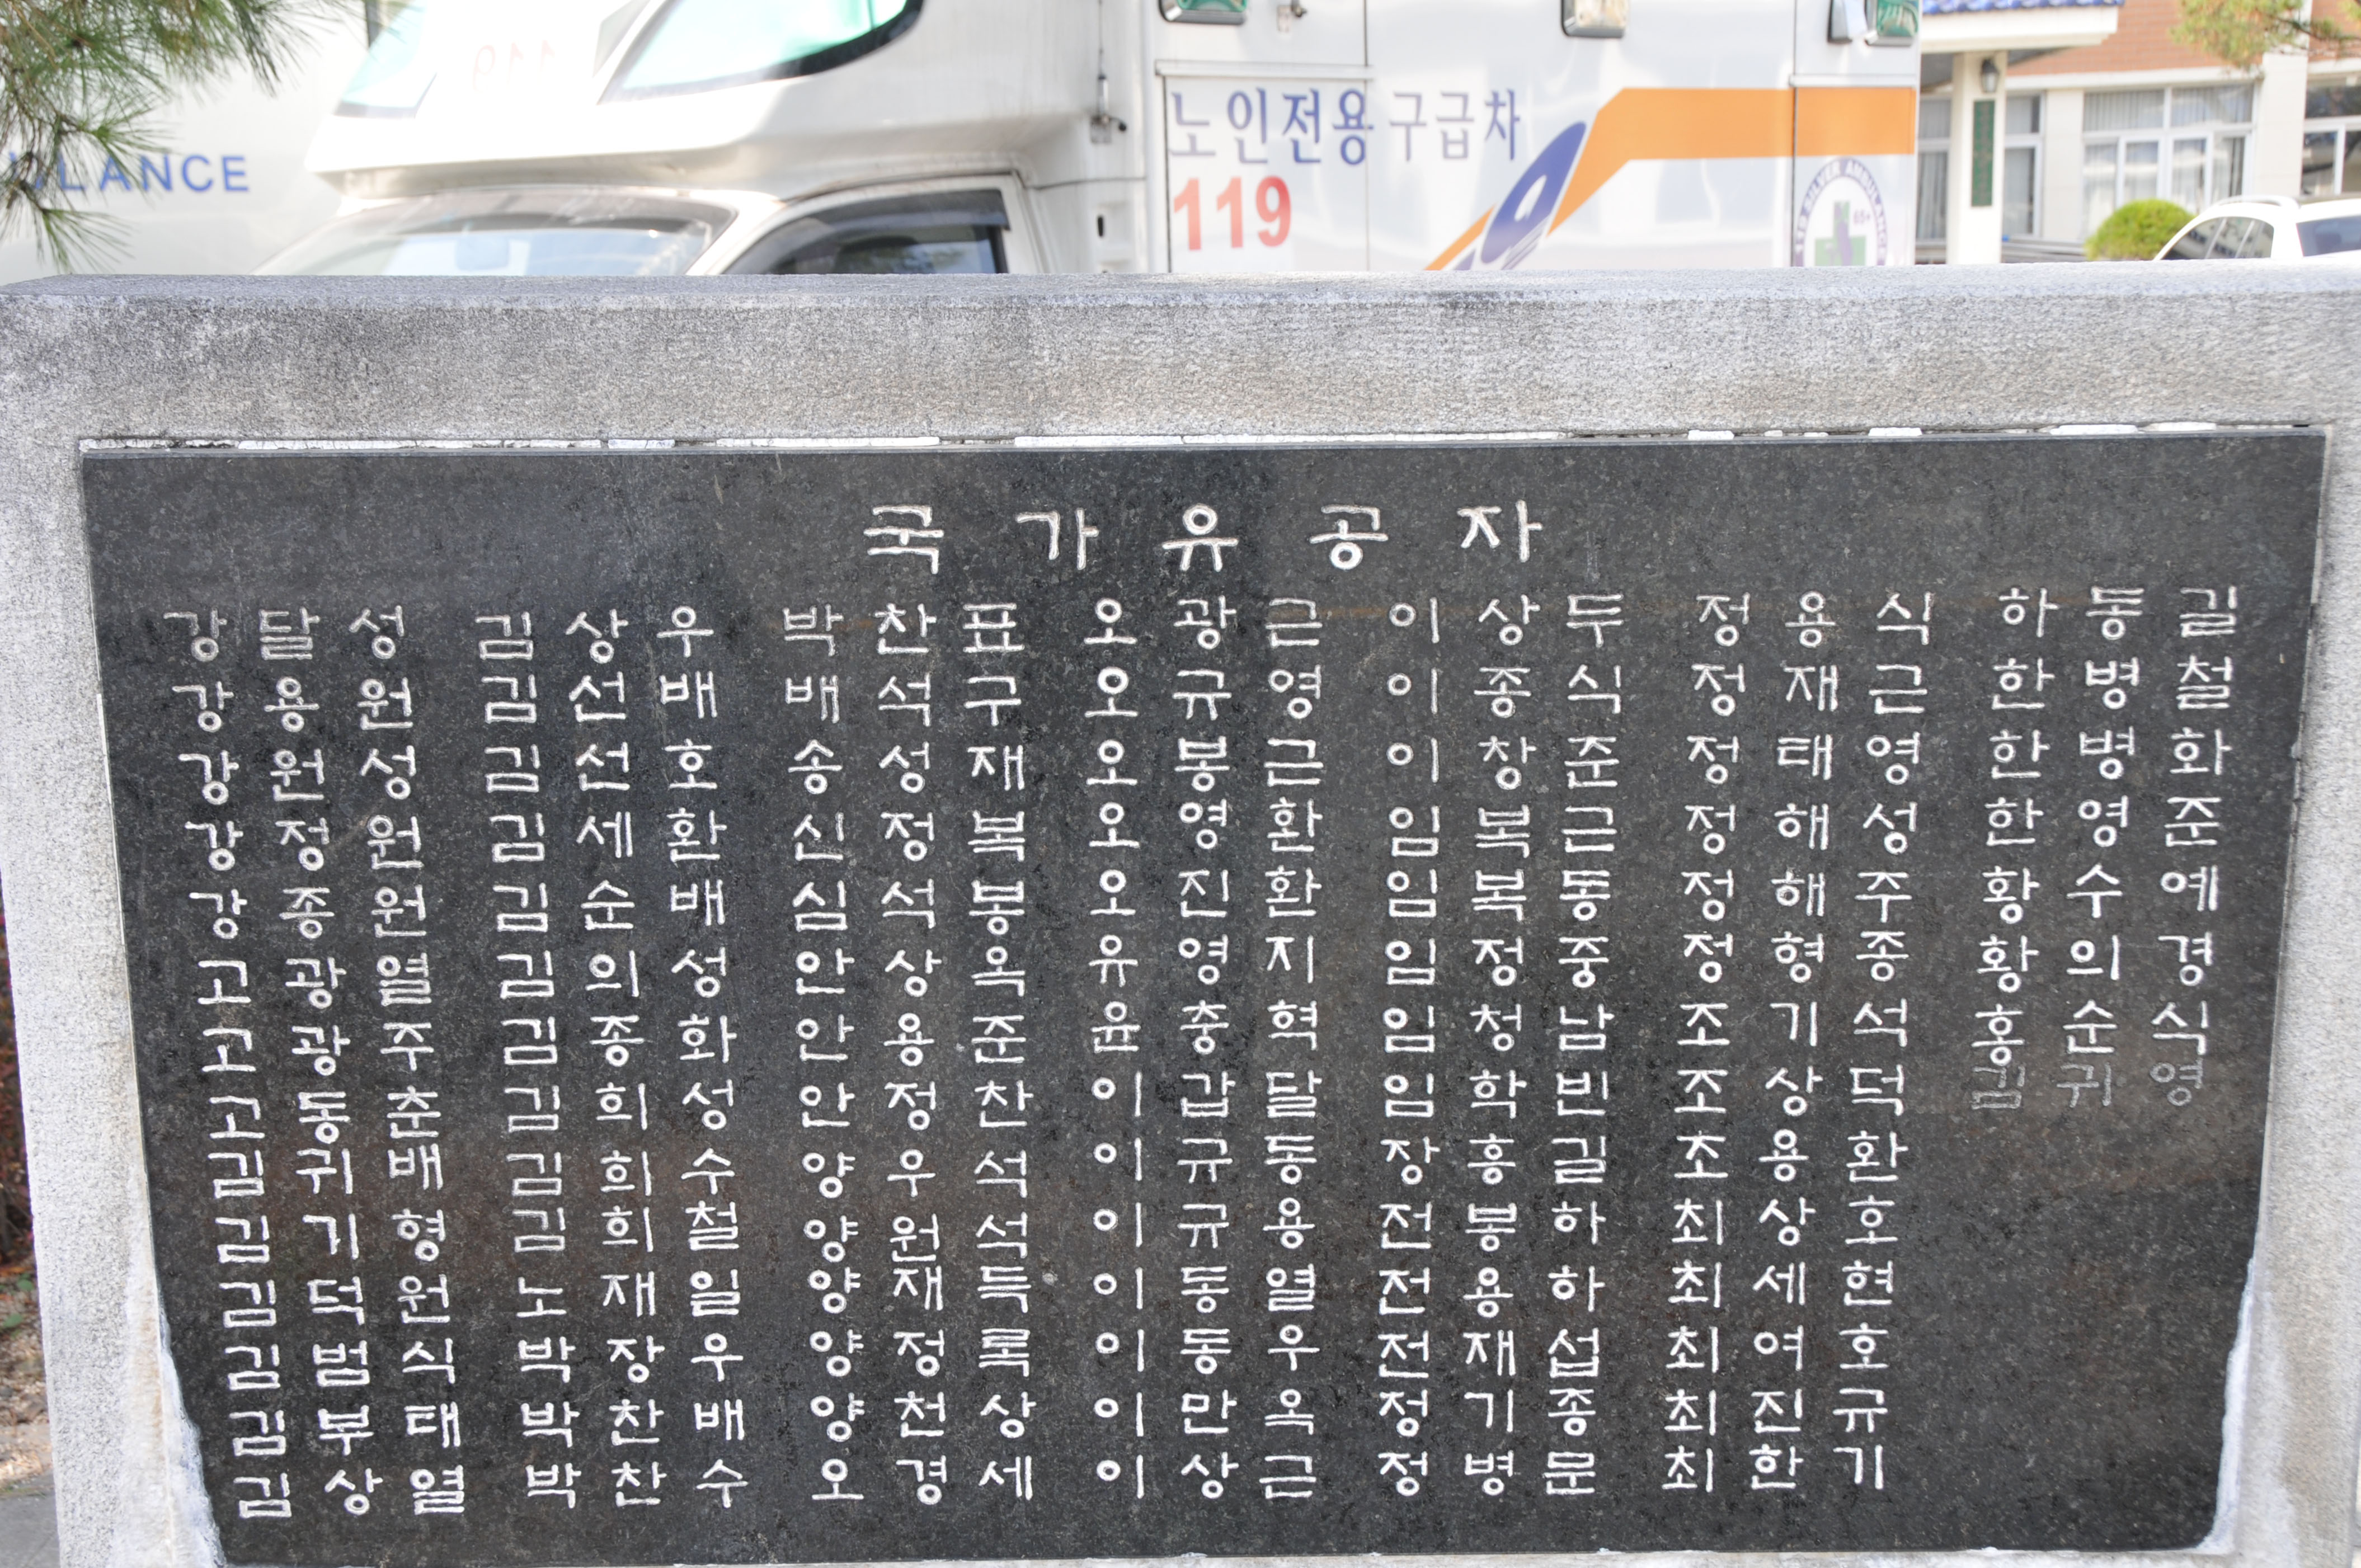 ULANCE
119
노인전용 구급차
119
119 SILVER AMBULANCE
65+
국가유공자
강달성 김상우 박찬표 오광근 이상두 정용식 하동길
강용원 김선배 배석구 오규영 이종식 정재근 한병철
강원성 김선호 송성재 오봉근 이창준 정태영 한병화
강정원 김세환 신정복 오영환 임복근 정해성 한영준
강종원 김순배 심석봉 오진환 임복동 정해주 황수예
고광열 김의성 안상옥 유영지 임정중 정형종 황의경
고광주 김종화 안용준 윤충혁 임청남 조기석 홍순식
고동춘 김희성 안정찬 이갑달 임학빈 조상덕 김귀영
김귀배 김희수 양우석 이규동 장흥길 조용환
김기형 김희철 양원석 이규용 전봉하 최상호
김덕원 노재일 양재득 이동열 전용하 최세현
김범식 박장우 양정록 이동우 전재섭 최여호
김부태 박찬배 양천상 이만옥 정기종 최진규
김상열 박찬수 오경세 이상근 정병문 최한기